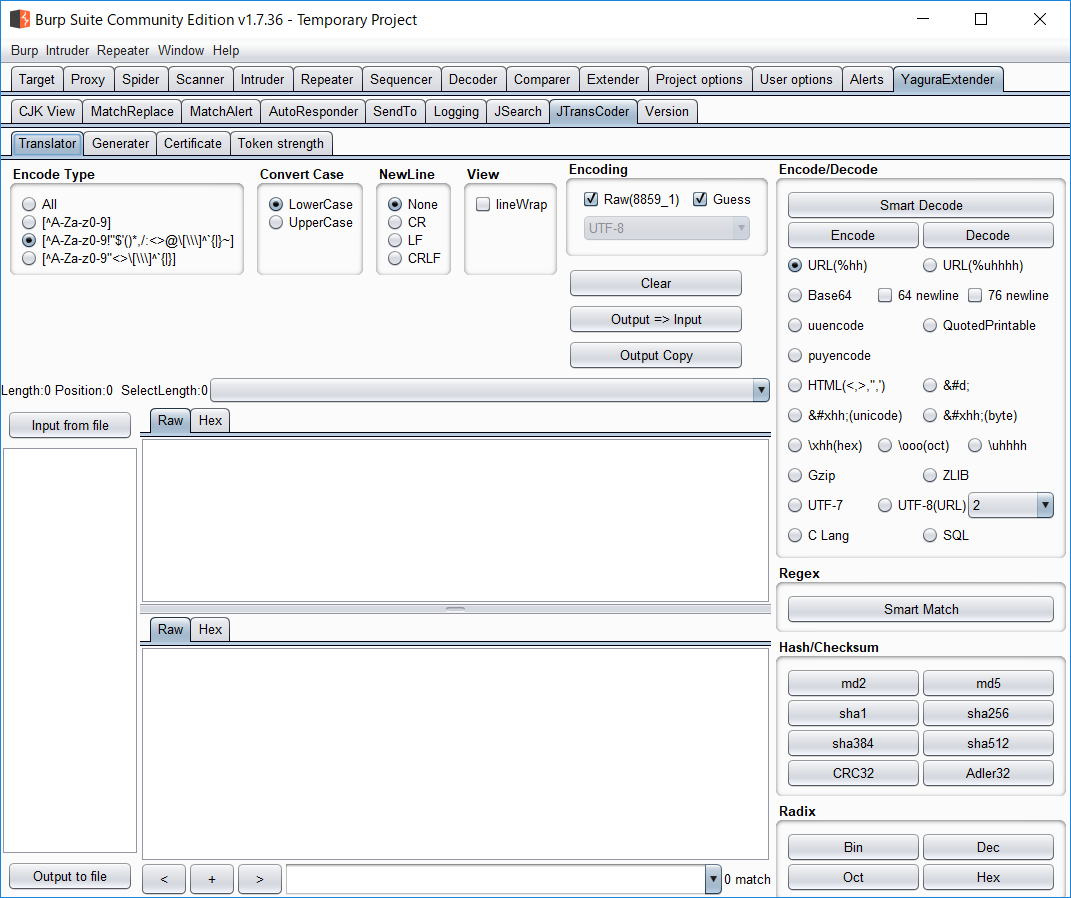 Burp Suite Community Edition v1.7.36 - Temporary Project
Burp Intruder Repeater Window Help
Target Proxy Spider Scanner Intruder Repeater Sequencer Decoder Comparer Extender Project options User options Alerts YaguraExtender
CJK View MatchReplace MatchAlert AutoResponder SendTo Logging JSearch JTransCoder Version
Translator Generater Certificate Token strength
Encode Type
All
[^A-Za-z0-9]
[^A-Za-z0-9!"$'()*,/:<>@\[\\\]^`{|}~]
[^A-Za-z0-9"<>\[\\\]^`{|}]
Convert Case
LowerCase
UpperCase
NewLine
None
CR
LF
CRLF
View
lineWrap
Encoding
Raw(8859_1) Guess
UTF-8
Clear
Output => Input
Output Copy
Length:0 Position:0 SelectLength:0
Input from file
Raw Hex
Raw Hex
Output to file
< + > 0 match
Encode/Decode
Smart Decode
Encode Decode
URL(%hh) URL(%uhhhh)
Base64 64 newline 76 newline
uuencode QuotedPrintable
puyencode
HTML(<,>,",') &#d;
&#xhh;(unicode) &#xhh;(byte)
\xhh(hex) \ooo(oct) \uhhhh
Gzip ZLIB
UTF-7 UTF-8(URL) 2
C Lang SQL
Regex
Smart Match
Hash/Checksum
md2 md5
sha1 sha256
sha384 sha512
CRC32 Adler32
Radix
Bin Dec
Oct Hex